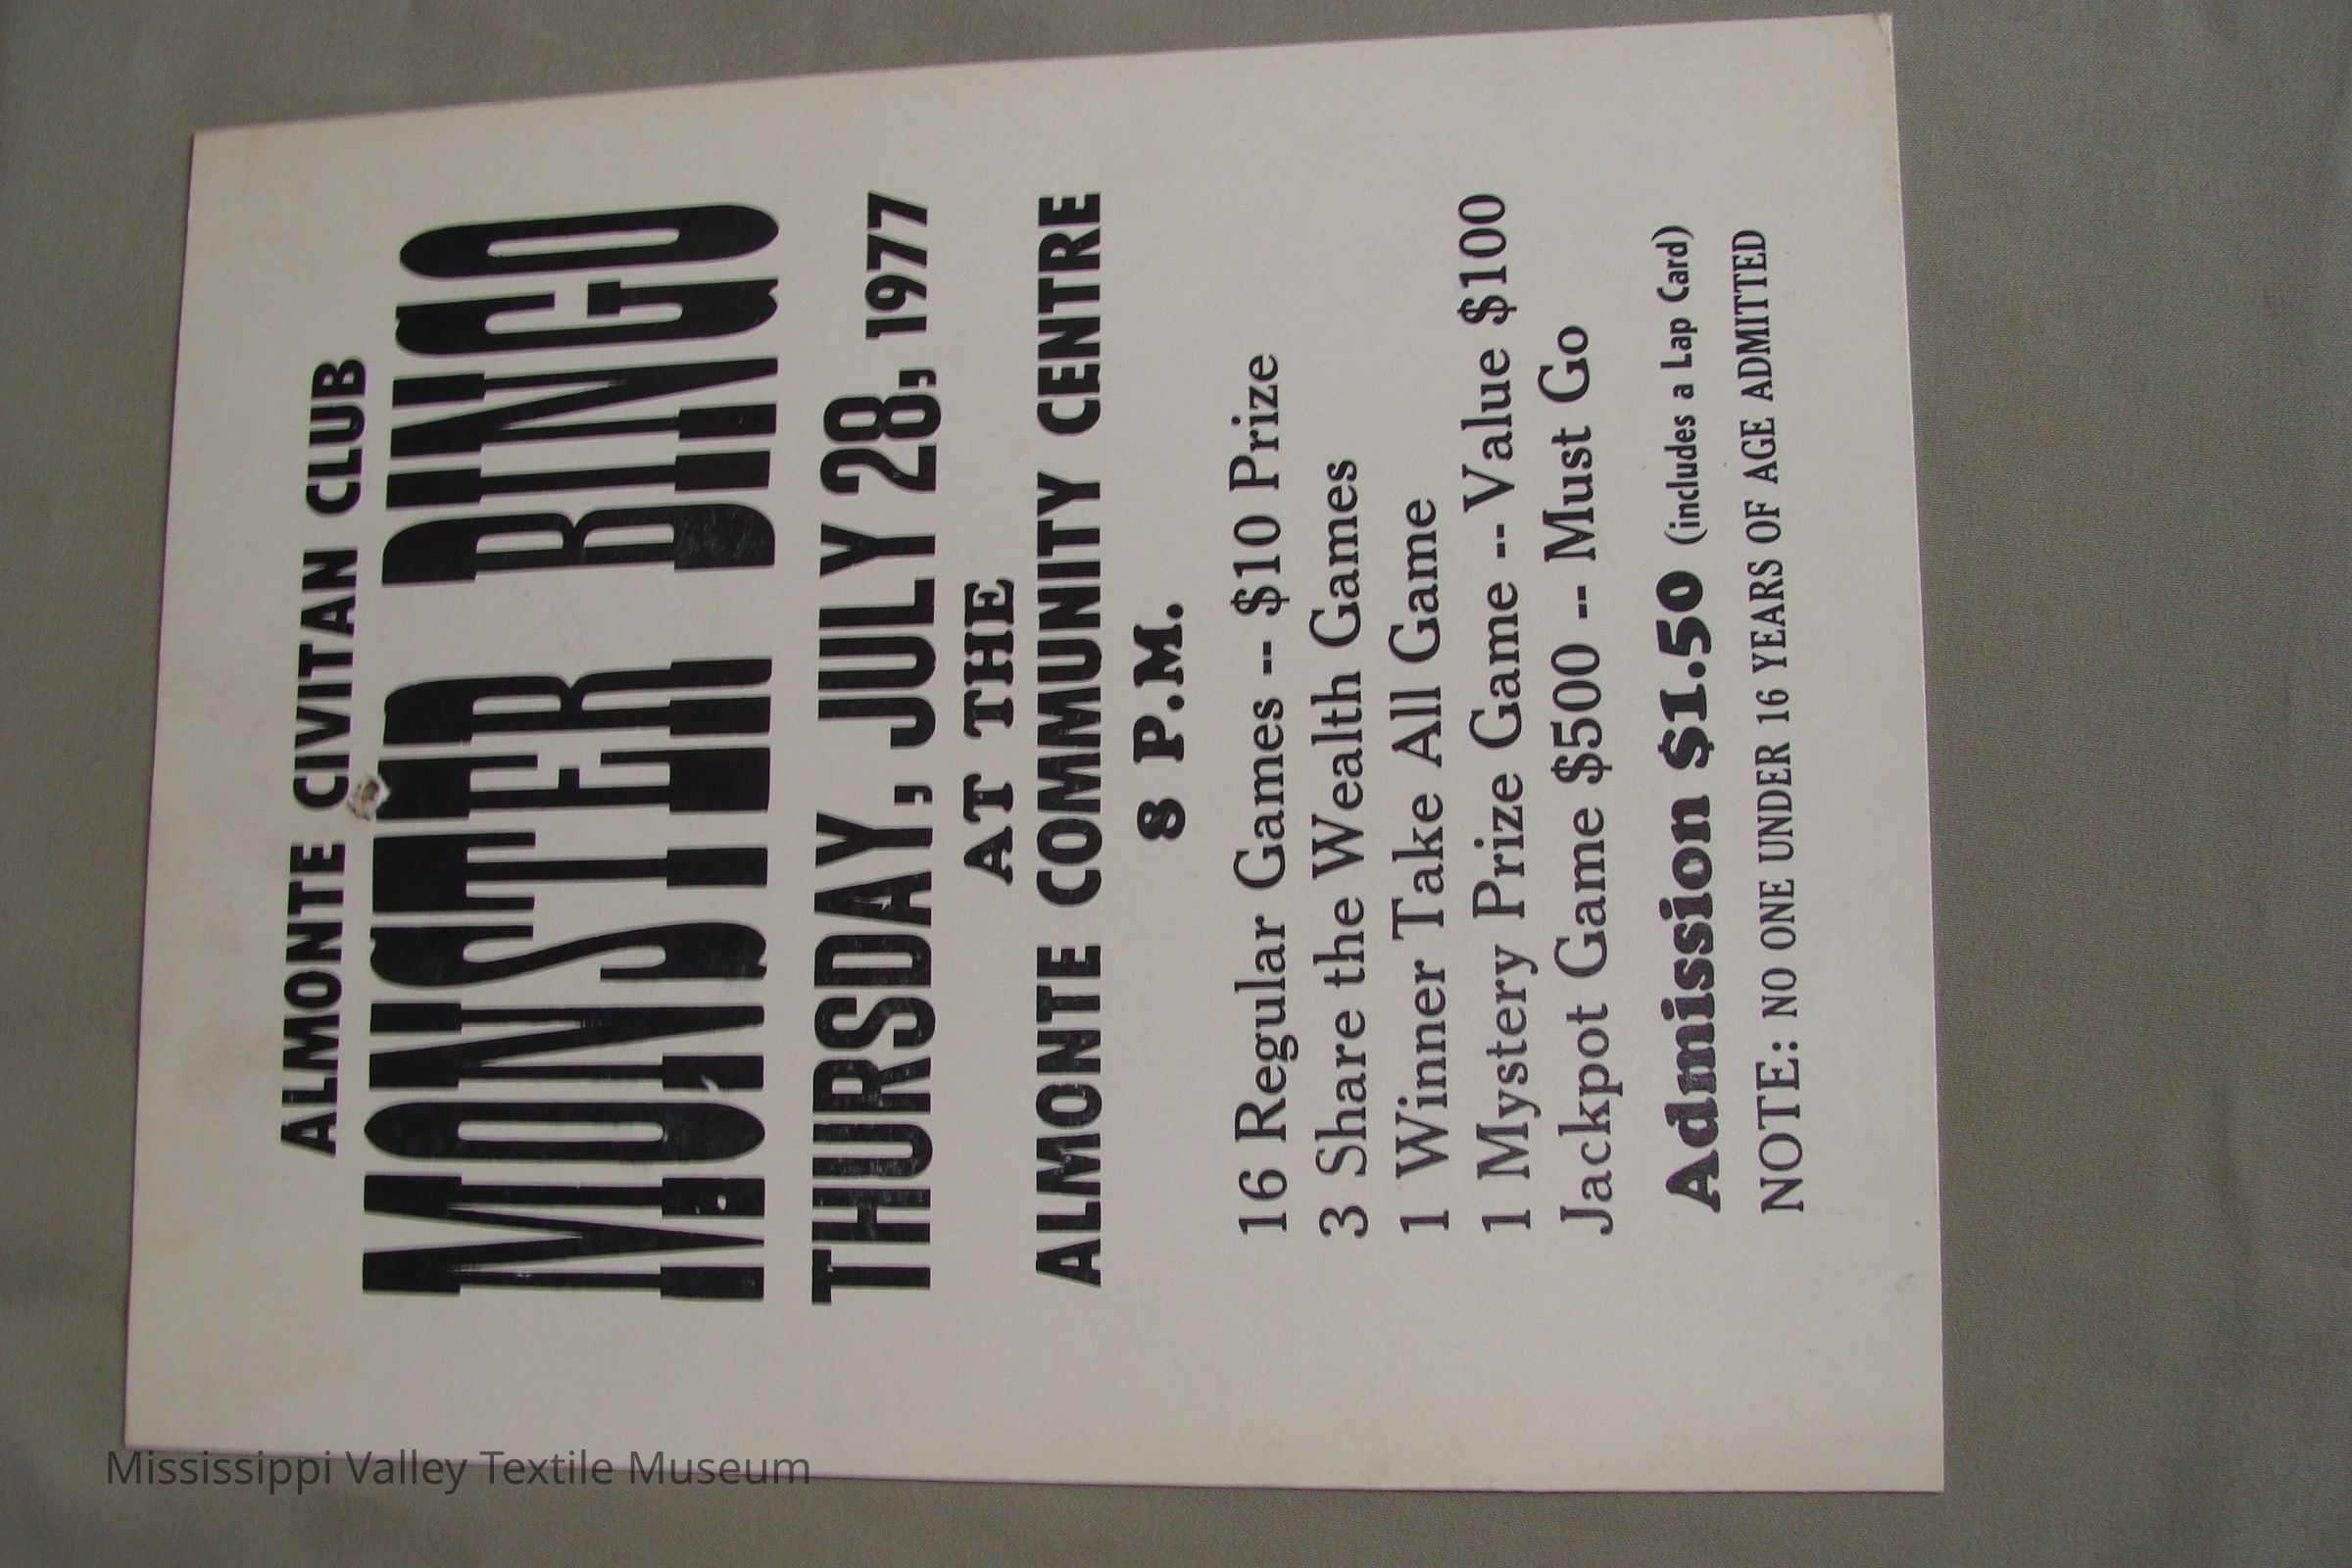 ALMONTE CIVITAN CLUB
MONSTER BINGO
THURSDAY, JULY 28, 1977
AT THE
ALMONTE COMMUNITY CENTRE
8 P.M.
16 Regular Games -- $10 Prize
3 Share the Wealth Games
1 Winner Take All Game
1 Mystery Prize Game -- Value $100
Jackpot Game $500 -- Must Go
Admission $1.50 (includes a Lap Card)
NOTE: NO ONE UNDER 16 YEARS OF AGE ADMITTED
Mississippi Valley Textile Museum